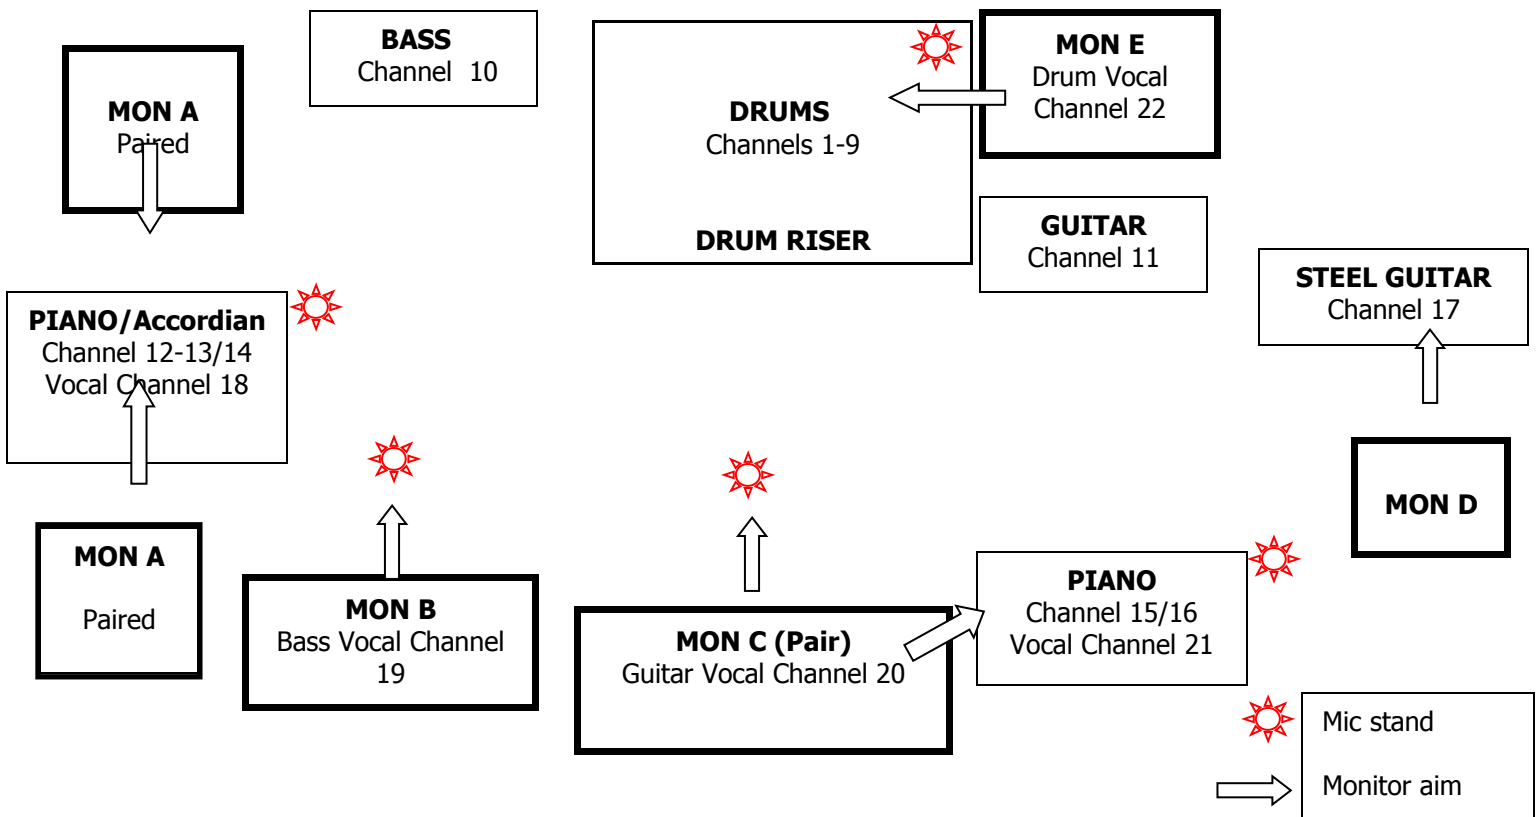 BASS
Channel 10
MON A
Paired
DRUMS
Channels 1-9
DRUM RISER
MON E
Drum Vocal
Channel 22
GUITAR
Channel 11
STEEL GUITAR
Channel 17
PIANO/Accordian
Channel 12-13/14
Vocal Channel 18
MON A
Paired
MON B
Bass Vocal Channel
19
MON C (Pair)
Guitar Vocal Channel 20
PIANO
Channel 15/16
Vocal Channel 21
MON D
Mic stand
Monitor aim